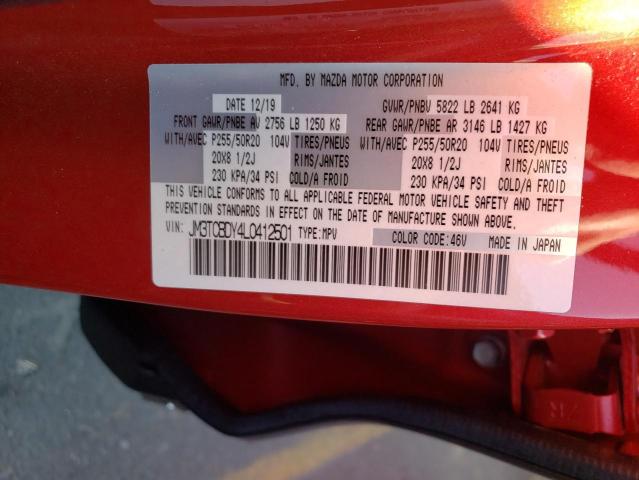 MFD. BY MAZDA MOTOR CORPORATION
DATE 12/19 GVWR/PNBV 5822 LB 2641 KG
FRONT GAWR/PNBE AV 2756 LB 1250 KG REAR GAWR/PNBE AR 3146 LB 1427 KG
WITH/AVEC P255/50R20 104V TIRES/PNEUS WITH/AVEC P255/50R20 104V TIRES/PNEUS
20X8 1/2J RIMS/JANTES 20X8 1/2J RIMS/JANTES
230 KPA/34 PSI COLD/A FROID 230 KPA/34 PSI COLD/A FROID
THIS VEHICLE CONFORMS TO ALL APPLICABLE FEDERAL MOTOR VEHICLE SAFETY AND THEFT
PREVENTION STANDARDS IN EFFECT ON THE DATE OF MANUFACTURE SHOWN ABOVE.
VIN: JM3TCBDY4L0412501 TYPE:MPV COLOR CODE:46V MADE IN JAPAN